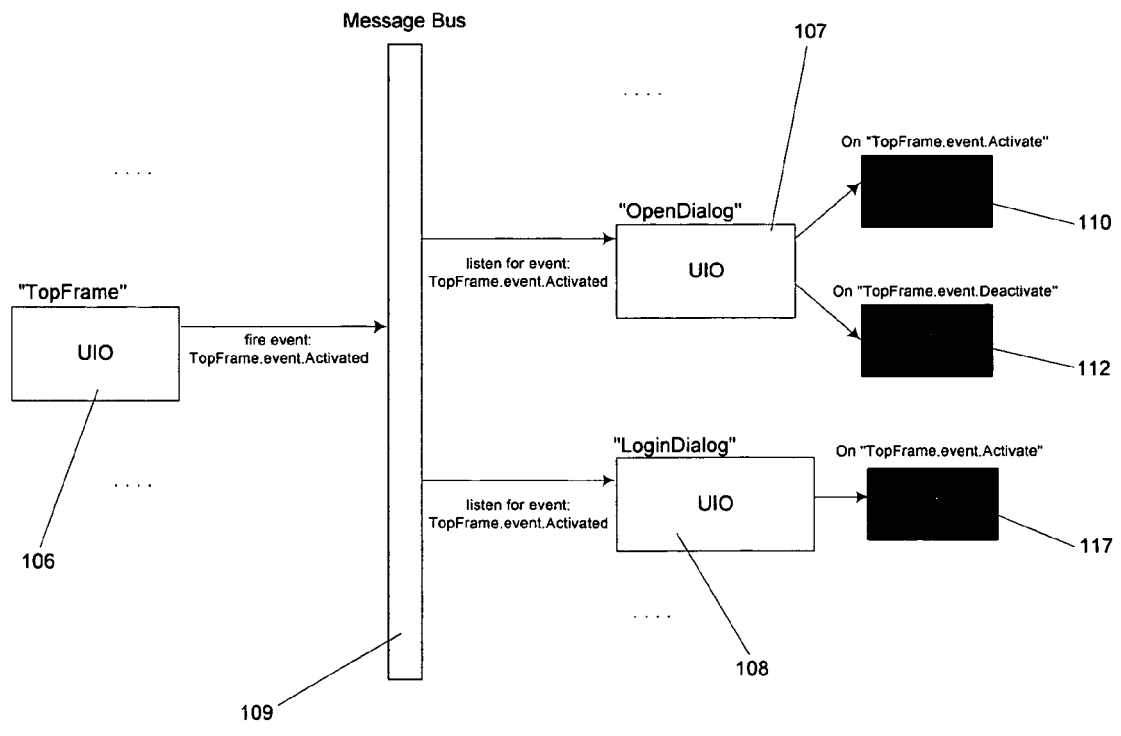 Message Bus
107
. . . .
On "TopFrame.event.Activate"
. . . .
110
"OpenDialog"
UIO
listen for event:
TopFrame.event.Activated
On "TopFrame.event.Deactivate"
112
"TopFrame"
UIO
fire event:
TopFrame.event.Activated
"LoginDialog"
UIO
On "TopFrame.event.Activate"
listen for event:
TopFrame.event.Activated
. . . .
117
106
. . . .
108
109